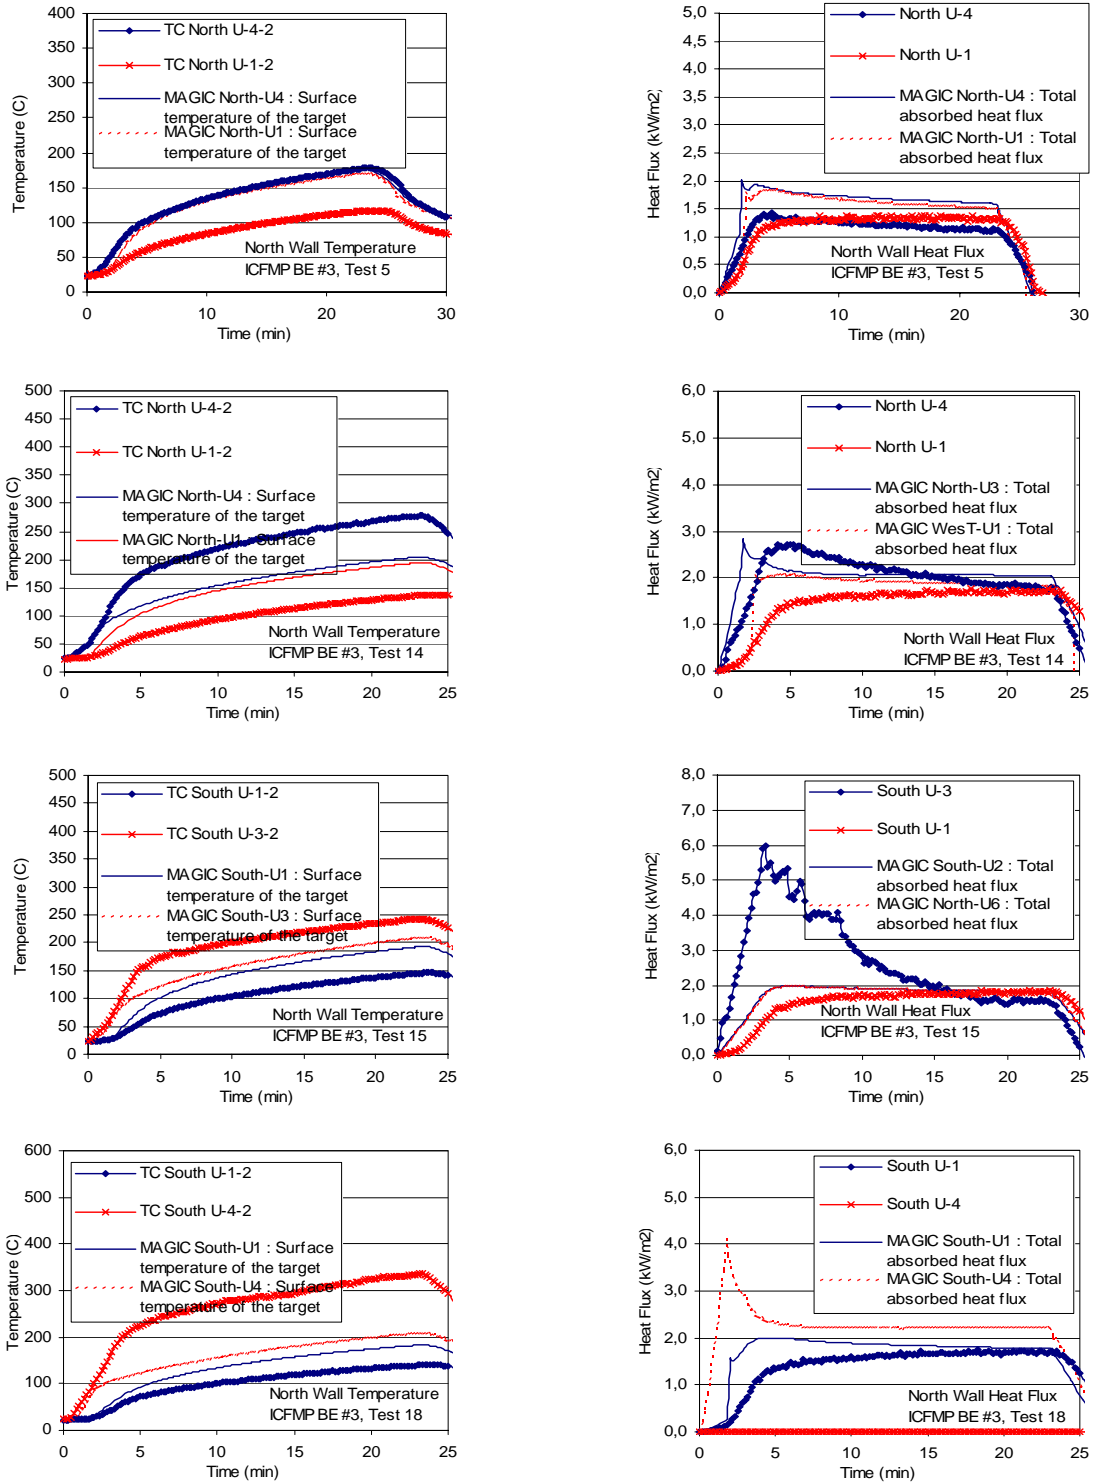 400
350
300
250
200
150
100
50
0
Temperature (C)
TC North U-4-2
TC North U-1-2
MAGIC North-U4 : Surface
temperature of the target
MAGIC North-U1 : Surface
temperature of the target
North Wall Temperature
ICFMP BE #3, Test 5
0 10 20 30
Time (min)
5,0
4,5
4,0
3,5
3,0
2,5
2,0
1,5
1,0
0,5
0,0
Heat Flux (kW/m2)
North U-4
North U-1
MAGIC North-U4 : Total
absorbed heat flux
MAGIC North-U1 : Total
absorbed heat flux
North Wall Heat Flux
ICFMP BE #3, Test 5
0 10 20 30
Time (min)
500
450
400
350
300
250
200
150
100
50
0
Temperature (C)
TC North U-4-2
TC North U-1-2
MAGIC North-U4 : Surface
temperature of the target
MAGIC North-U1 : Surface
temperature of the target
North Wall Temperature
ICFMP BE #3, Test 14
0 5 10 15 20 25
Time (min)
6,0
5,0
4,0
3,0
2,0
1,0
0,0
Heat Flux (kW/m2)
North U-4
North U-1
MAGIC North-U3 : Total
absorbed heat flux
MAGIC WesT-U1 : Total
absorbed heat flux
North Wall Heat Flux
ICFMP BE #3, Test 14
0 5 10 15 20 25
Time (min)
500
450
400
350
300
250
200
150
100
50
0
Temperature (C)
TC South U-1-2
TC South U-3-2
MAGIC South-U1 : Surface
temperature of the target
MAGIC South-U3 : Surface
temperature of the target
North Wall Temperature
ICFMP BE #3, Test 15
0 5 10 15 20 25
Time (min)
8,0
7,0
6,0
5,0
4,0
3,0
2,0
1,0
0,0
Heat Flux (kW/m2)
South U-3
South U-1
MAGIC South-U2 : Total
absorbed heat flux
MAGIC North-U6 : Total
absorbed heat flux
North Wall Heat Flux
ICFMP BE #3, Test 15
0 5 10 15 20 25
Time (min)
600
500
400
300
200
100
0
Temperature (C)
TC South U-1-2
TC South U-4-2
MAGIC South-U1 : Surface
temperature of the target
MAGIC South-U4 : Surface
temperature of the target
North Wall Temperature
ICFMP BE #3, Test 18
0 5 10 15 20 25
Time (min)
6,0
5,0
4,0
3,0
2,0
1,0
0,0
Heat Flux (kW/m2)
South U-1
South U-4
MAGIC South-U1 : Total
absorbed heat flux
MAGIC South-U4 : Total
absorbed heat flux
North Wall Heat Flux
ICFMP BE #3, Test 18
0 5 10 15 20 25
Time (min)